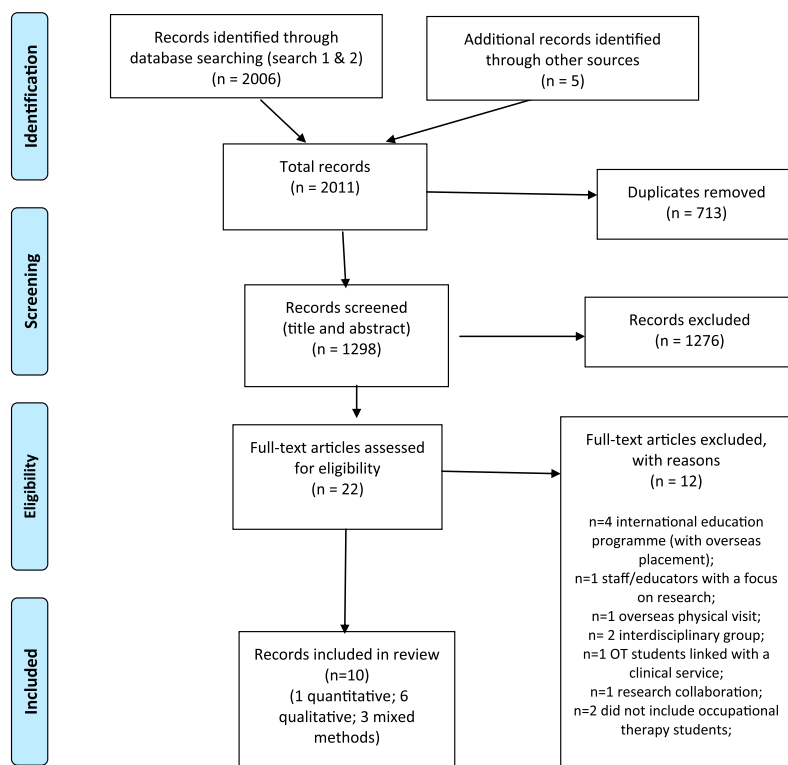 Identification
Records identified through
database searching (search 1 & 2)
(n = 2006)
Additional records identified
through other sources
(n = 5)
Total records
(n = 2011)
Duplicates removed
(n = 713)
Screening
Records screened
(title and abstract)
(n = 1298)
Records excluded
(n = 1276)
Eligibility
Full-text articles assessed
for eligibility
(n = 22)
Full-text articles excluded,
with reasons
(n = 12)
n=4 international education
programme (with overseas
placement);
n=1 staff/educators with a focus
on research;
n=1 overseas physical visit;
n= 2 interdisciplinary group;
n=1 OT students linked with a
clinical service;
n=1 research collaboration;
n=2 did not include occupational
therapy students;
Included
Records included in review
(n=10)
(1 quantitative; 6
qualitative; 3 mixed
methods)